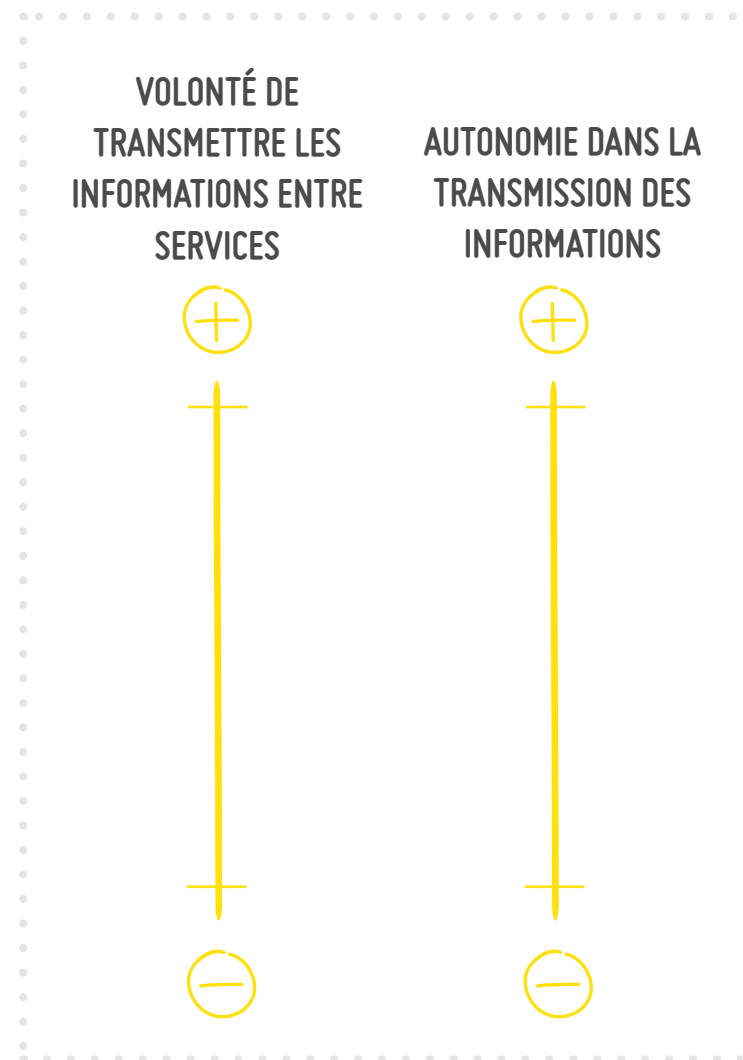 VOLONTÉ DE
TRANSMETTRE LES
INFORMATIONS ENTRE
SERVICES
AUTONOMIE DANS LA
TRANSMISSION DES
INFORMATIONS